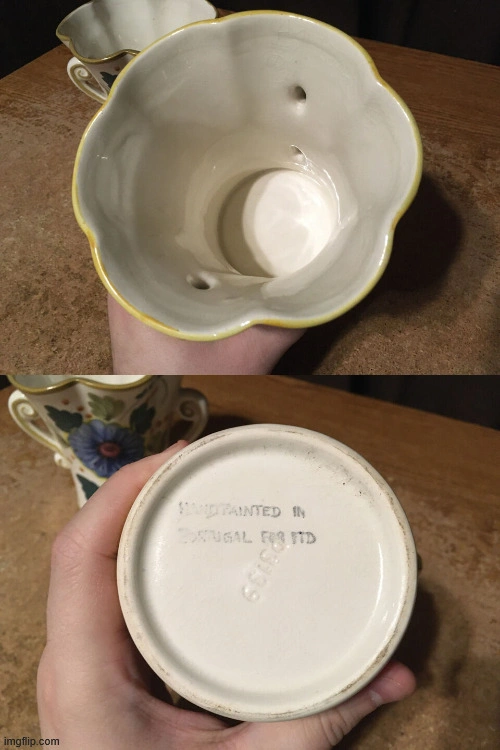 HANDPAINTED IN
PORTUGAL FOR FTD
imgflip.com